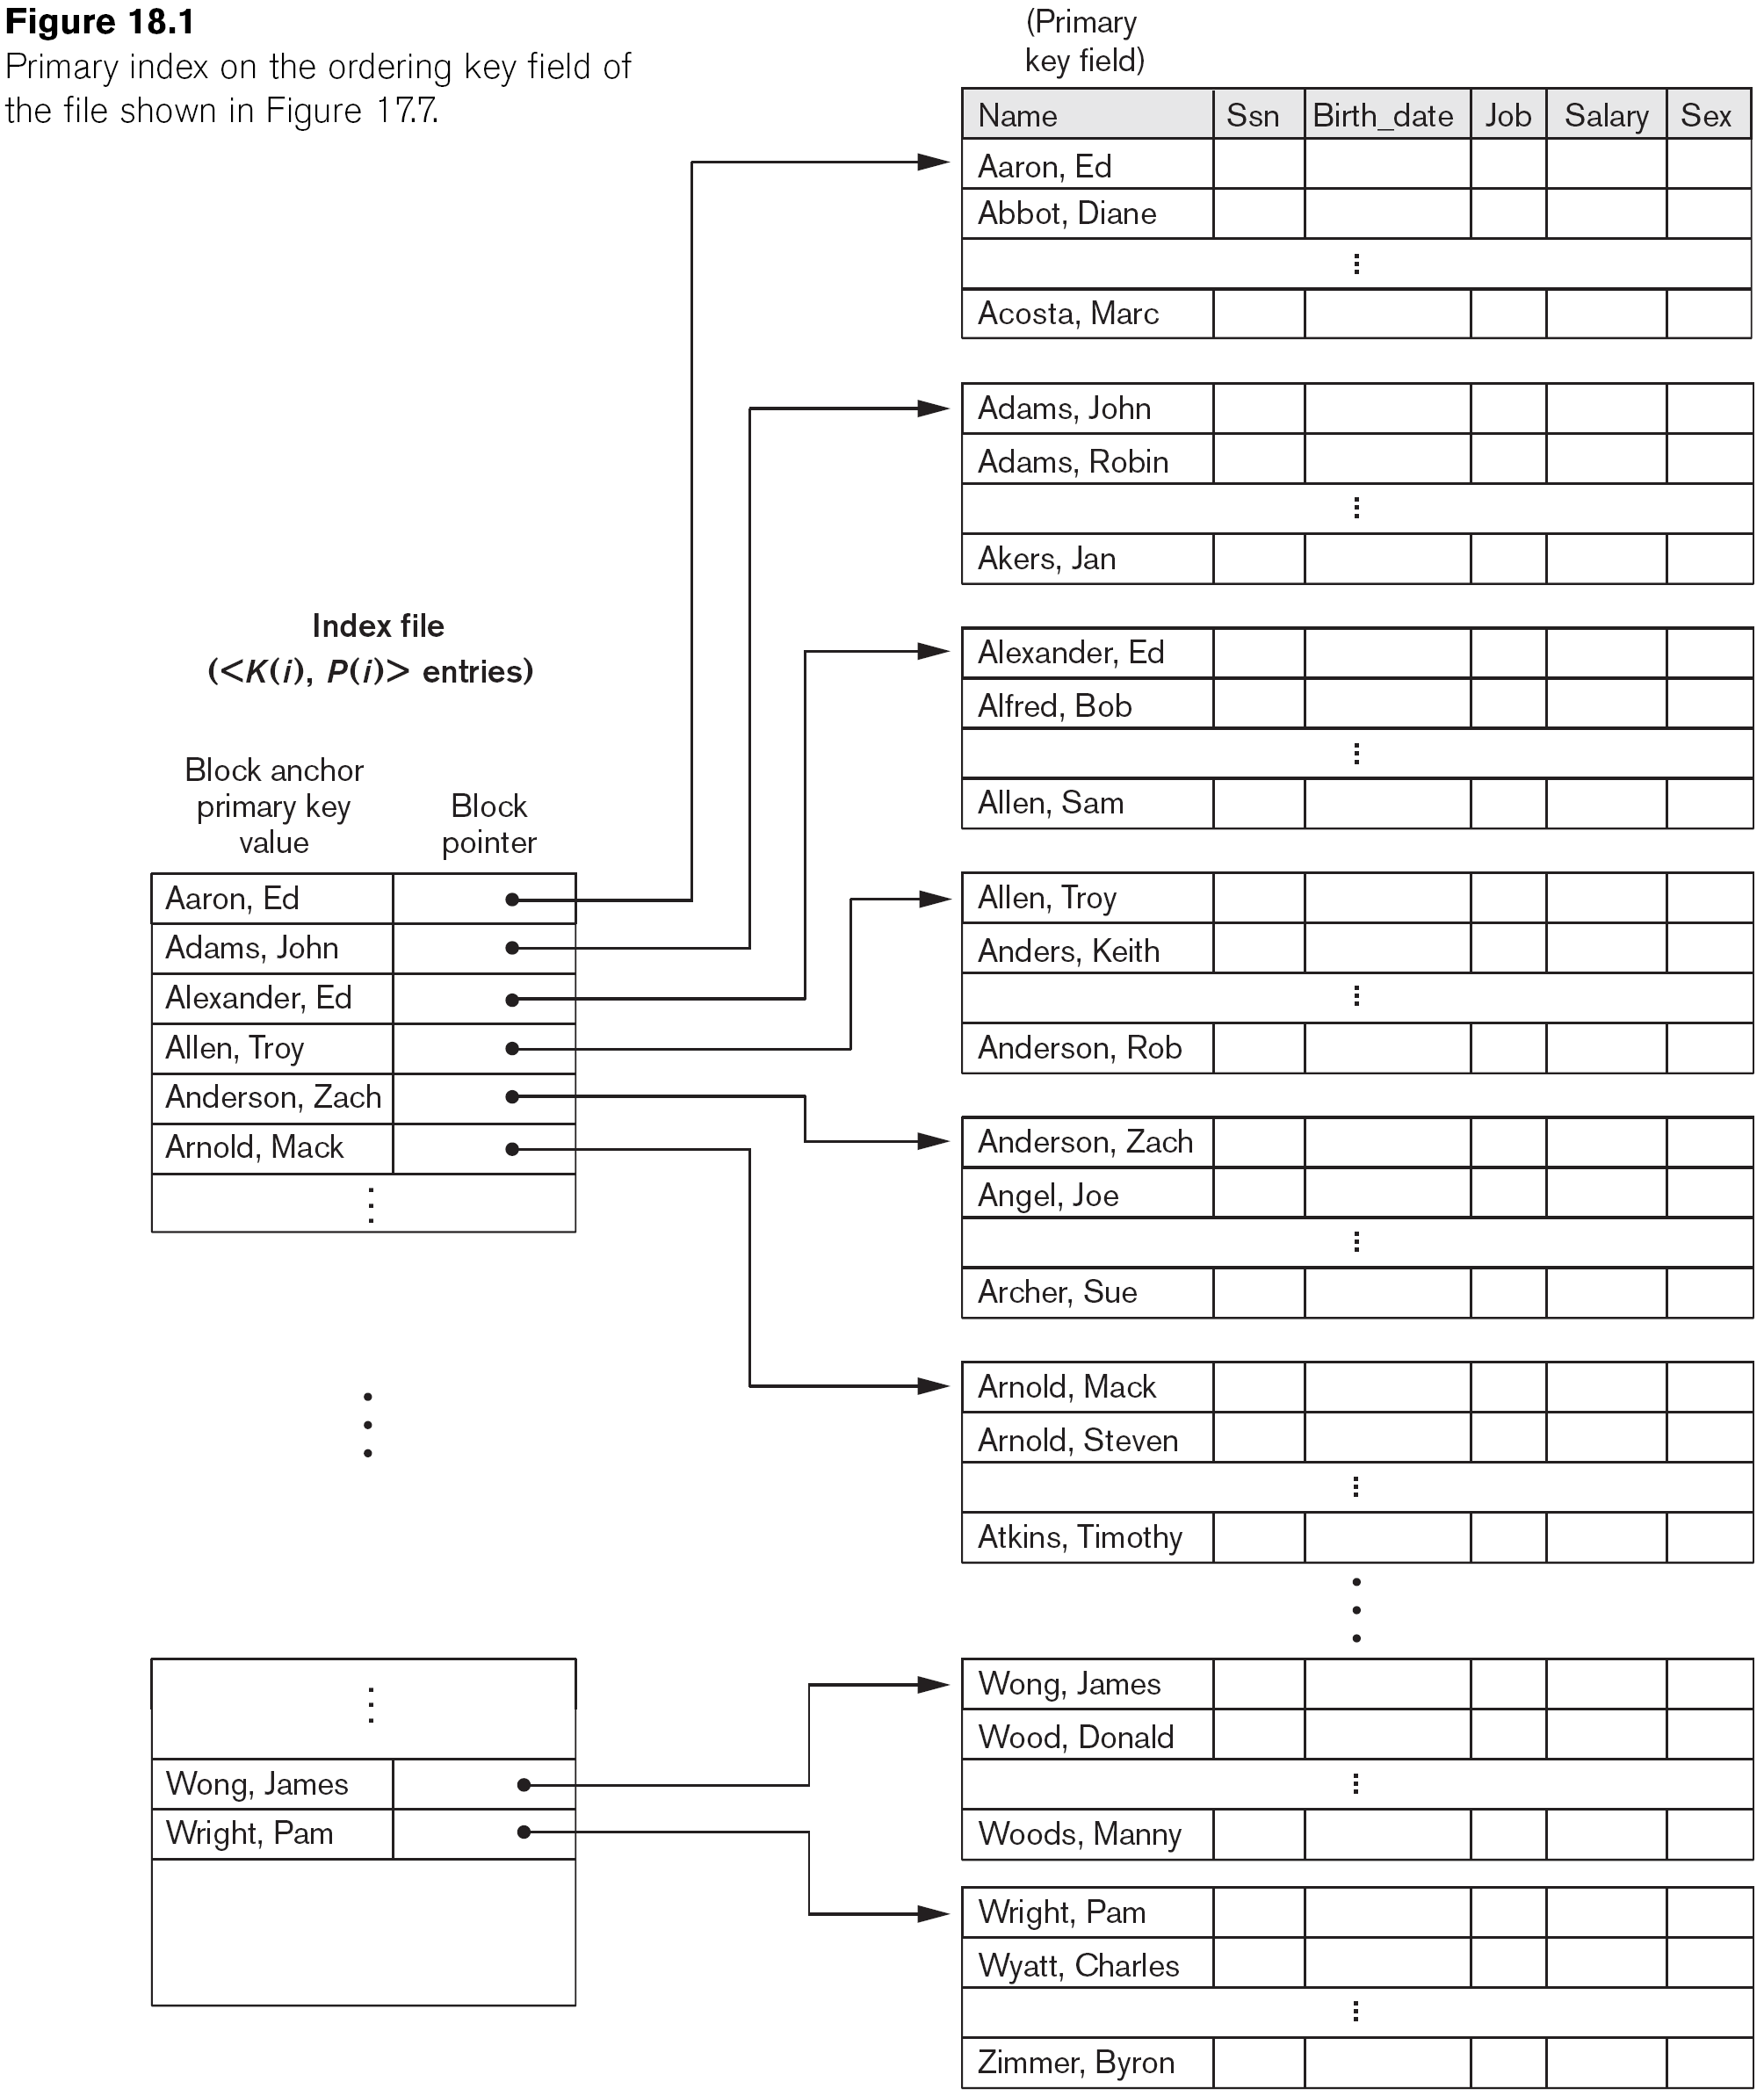 Figure 18.1
Primary index on the ordering key field of
the file shown in Figure 17.7.
(Primary
key field)
Name Ssn Birth_date Job Salary Sex
Aaron, Ed
Abbot, Diane
Acosta, Marc
Adams, John
Adams, Robin
Akers, Jan
Alexander, Ed
Alfred, Bob
Allen, Sam
Allen, Troy
Anders, Keith
Anderson, Rob
Anderson, Zach
Angel, Joe
Archer, Sue
Arnold, Mack
Arnold, Steven
Atkins, Timothy
Wong, James
Wood, Donald
Woods, Manny
Wright, Pam
Wyatt, Charles
Zimmer, Byron
Index file
(<K(i), P(i)> entries)
Block anchor
primary key
value
Block
pointer
Aaron, Ed
Adams, John
Alexander, Ed
Allen, Troy
Anderson, Zach
Arnold, Mack
Wong, James
Wright, Pam